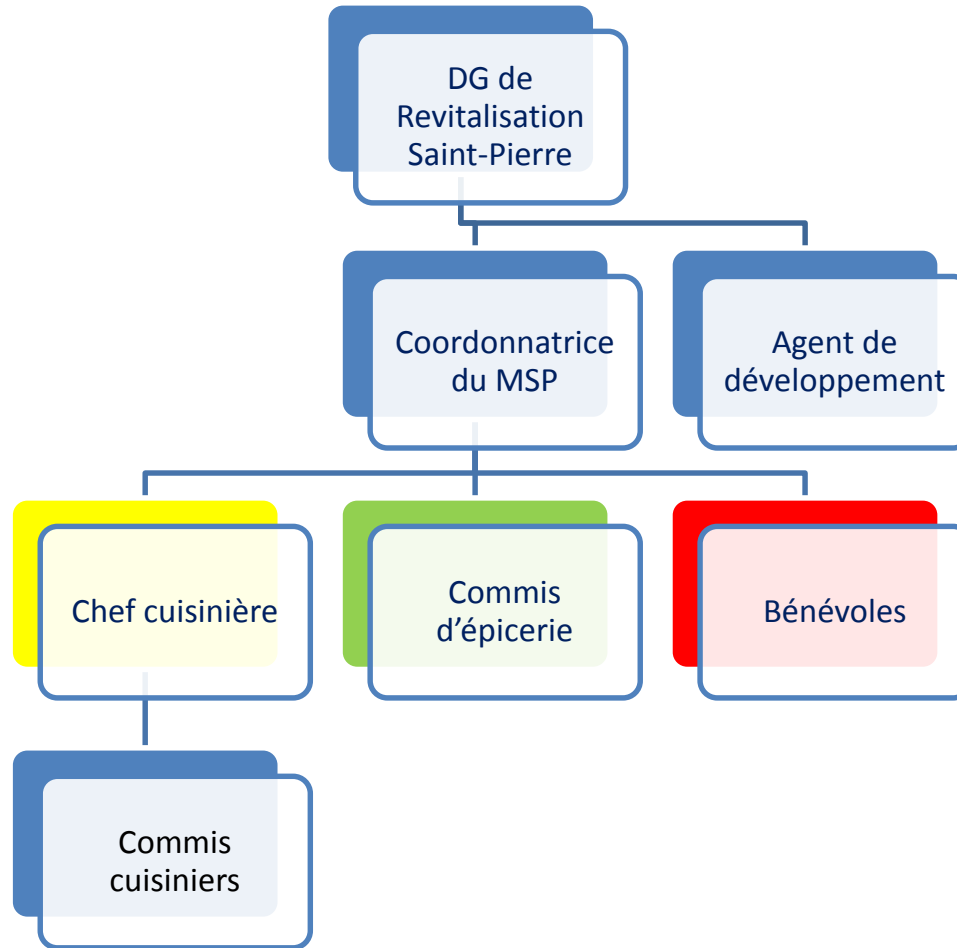 DG de
Revitalisation
Saint-Pierre
Coordonnatrice
du MSP
Agent de
développement
Chef cuisinière
Commis
d'épicerie
Bénévoles
Commis
cuisiniers